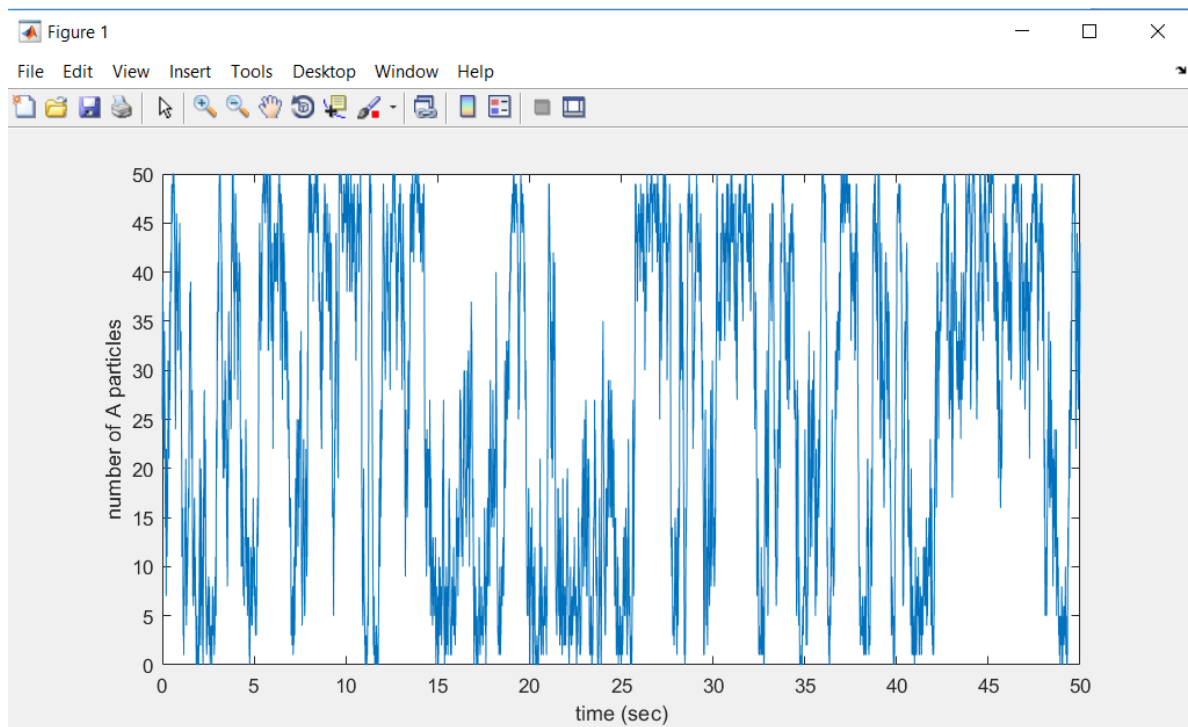 Figure 1
File Edit View Insert Tools Desktop Window Help
50
45
40
35
30
25
20
15
10
5
0
number of A particles
0 5 10 15 20 25 30 35 40 45 50
time (sec)